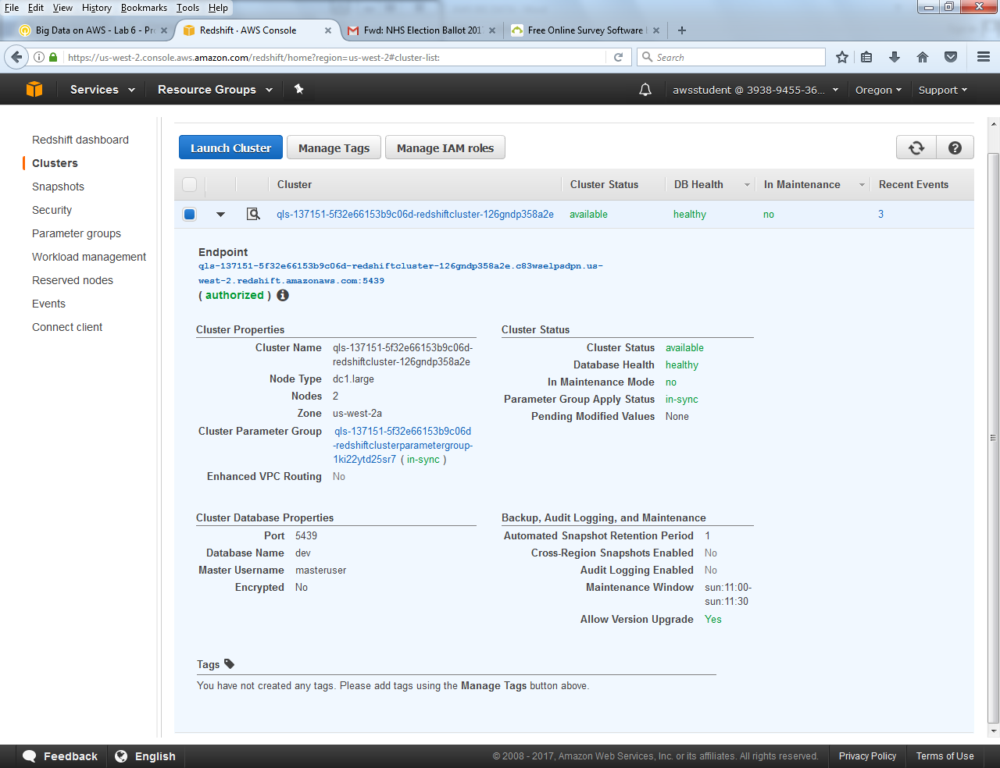 File Edit View History Bookmarks Tools Help
Big Data on AWS - Lab 6 - Pr
Redshift · AWS Console
Fwd: NHS Election Ballot 201
Free Online Survey Software
https://us-west-2.console.aws.amazon.com/redshift/home?region=us-west-2#cluster-list:
Search
Services
Resource Groups
awsstudent @ 3938-9455-36...
Oregon
Support
Redshift dashboard
Clusters
Snapshots
Security
Parameter groups
Workload management
Reserved nodes
Events
Connect client
Launch Cluster
Manage Tags
Manage IAM roles
Cluster Cluster Status DB Health In Maintenance Recent Events
qls-137151-5f32e66153b9c06d-redshiftcluster-126gndp358a2e available healthy no 3
Endpoint
qls-137151-5f32e66153b9c06d-redshiftcluster-126gndp358a2e.c83wselpsdpn.us-
west-2.redshift.amazonaws.com:5439
( authorized )
Cluster Properties
Cluster Name qls-137151-5f32e66153b9c06d-
redshiftcluster-126gndp358a2e
Node Type dc1.large
Nodes 2
Zone us-west-2a
Cluster Parameter Group qls-137151-5f32e66153b9c06d
-redshiftclusterparametergroup-
1ki22ytd25sr7 ( in-sync )
Enhanced VPC Routing No
Cluster Status
Cluster Status available
Database Health healthy
In Maintenance Mode no
Parameter Group Apply Status in-sync
Pending Modified Values None
Cluster Database Properties
Port 5439
Database Name dev
Master Username masteruser
Encrypted No
Backup, Audit Logging, and Maintenance
Automated Snapshot Retention Period 1
Cross-Region Snapshots Enabled No
Audit Logging Enabled No
Maintenance Window sun:11:00-
sun:11:30
Allow Version Upgrade Yes
Tags
You have not created any tags. Please add tags using the Manage Tags button above.
Feedback
English
© 2008 - 2017, Amazon Web Services, Inc. or its affiliates. All rights reserved.
Privacy Policy
Terms of Use